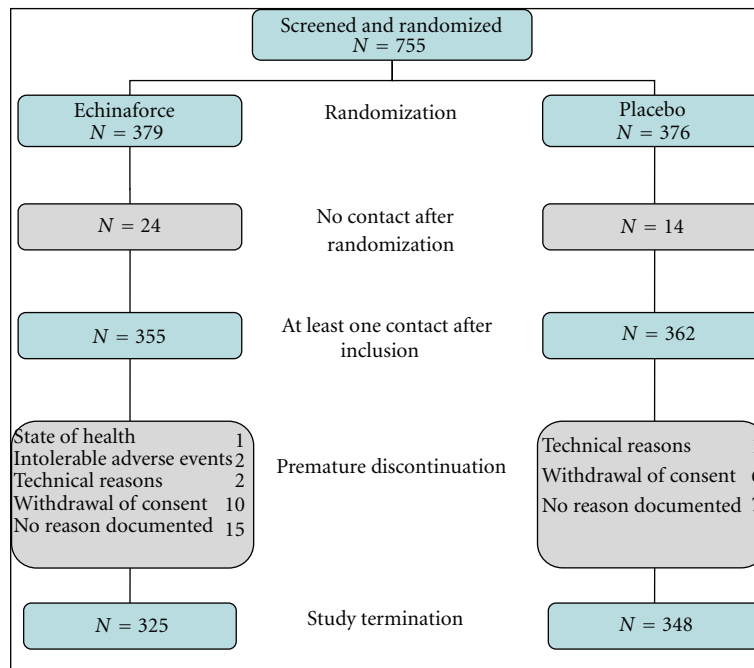 Screened and randomized
N = 755
Echinaforce
N = 379
Randomization
Placebo
N = 376
N = 24
No contact after
randomization
N = 14
N = 355
At least one contact after
inclusion
N = 362
State of health 1
Intolerable adverse events 2
Technical reasons 2
Withdrawal of consent 10
No reason documented 15
Premature discontinuation
Technical reasons
Withdrawal of consent
No reason documented
N = 325
Study termination
N = 348